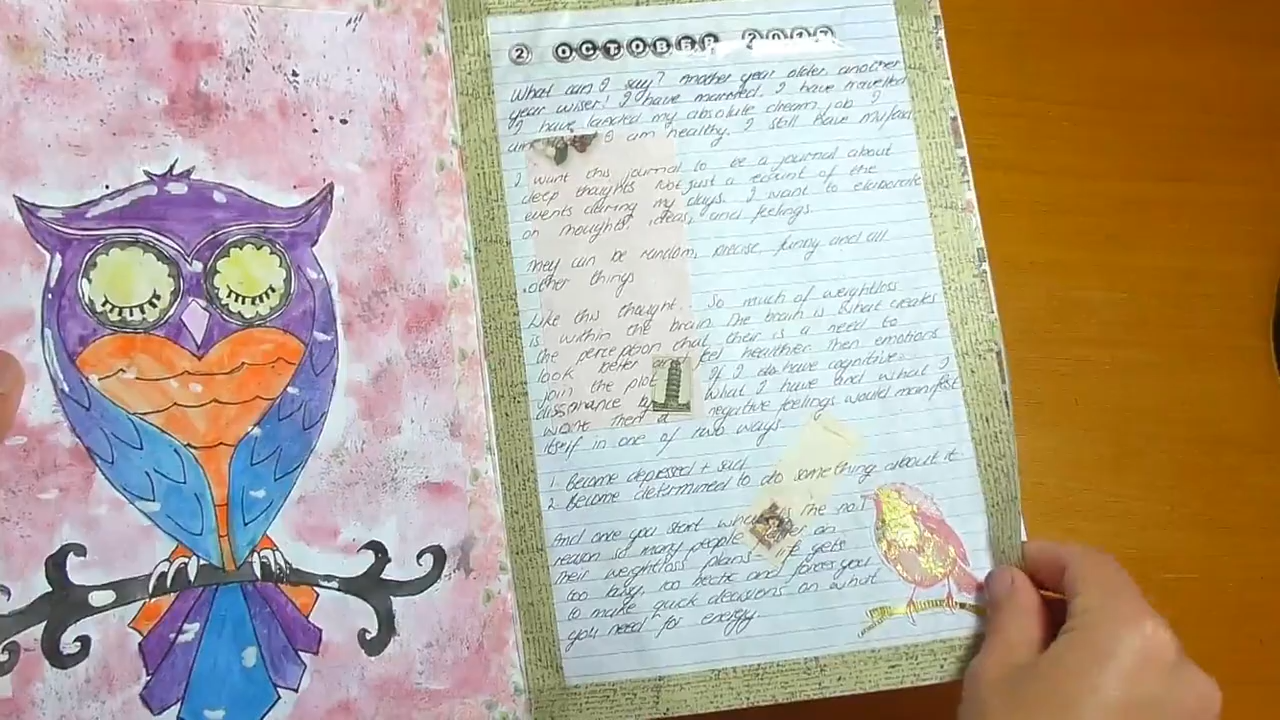 2 OCTOBER 2017
What can I say? Another year older, another
year wiser! I have married. I have travelled
I have landed my absolute dream job I
I am healthy. I still have my
I want this journal to be a journal about
deep thoughts Not just a recount of the
events during my days. I want to elaborate
on thoughts, ideas, and feelings.
They can be random, precise, funny and all
other things
Like this thought. So much of weightloss
is within the brain The brain is what creates
the perception that their is a need to
look better feel healthier then emotions
join the plot If I do have cognitive
dissonance what I have and what I
want then a negative feelings would manifest
itself in one of two ways
1. Become depressed + sad
2. Become determined to do something about it.
And once you start is the no.1
reason so many people on
their weightloss plans - life gets
too busy, too hectic and forces you
to make quick decisions on what
you need for energy.